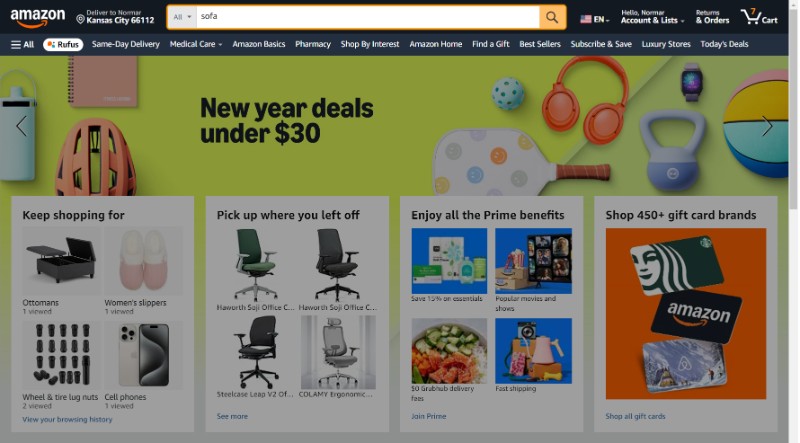 amazon
Deliver to Normar
Kansas City 66112
All
sofa
EN
Hello, Normar
Account & Lists
Returns
& Orders
7
Cart
All
Rufus
Same-Day Delivery
Medical Care
Amazon Basics
Pharmacy
Shop By Interest
Amazon Home
Find a Gift
Best Sellers
Subscribe & Save
Luxury Stores
Today's Deals
New year deals
under $30
Keep shopping for
Ottomans
1 viewed
Women's slippers
1 viewed
Wheel & tire lug nuts
2 viewed
Cell phones
1 viewed
View your browsing history
Pick up where you left off
Haworth Soji Office C...
Haworth Soji Office C...
Steelcase Leap V2 Of...
COLAMY Ergonomic...
See more
Enjoy all the Prime benefits
Save 15% on essentials
Popular movies and
shows
$0 Grubhub delivery
fees
Fast shipping
Join Prime
Shop 450+ gift card brands
amazon
Shop all gift cards